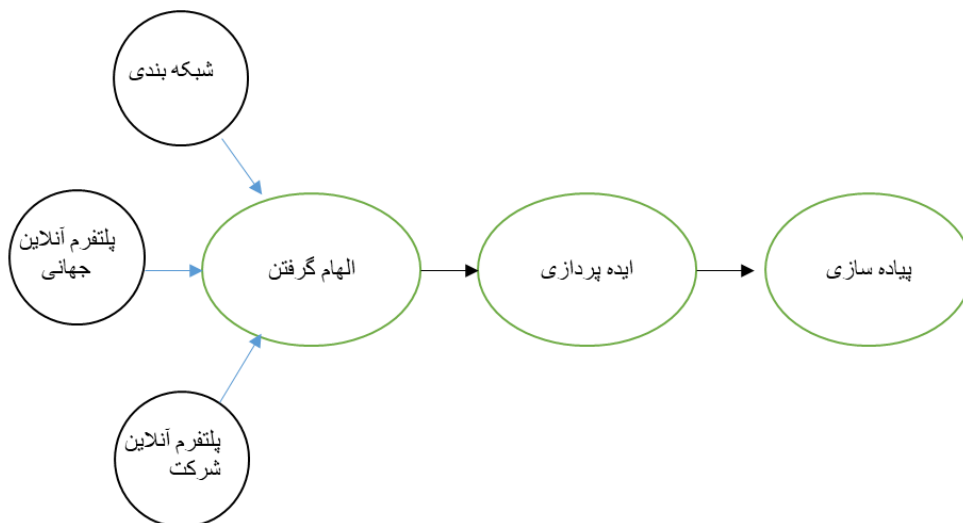 شبکه بندی
پلتفرم آنلاین
جهانی
الهام گرفتن
ایده پردازی
پیاده سازی
پلتفرم آنلاین
شرکت